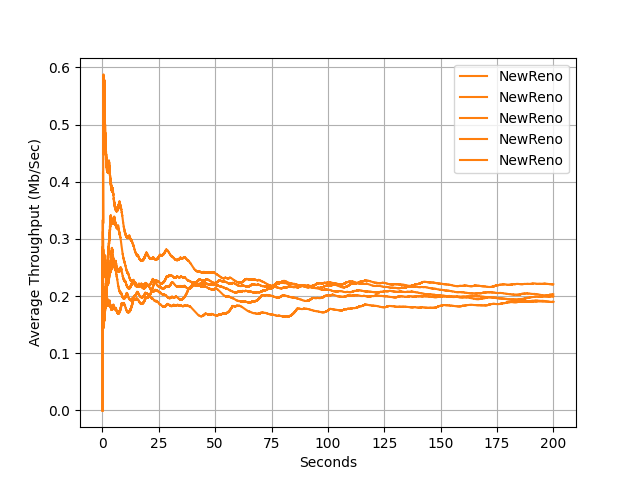 NewReno
NewReno
NewReno
NewReno
NewReno
0.6
0.5
0.4
0.3
0.2
0.1
0.0
Average Throughput (Mb/Sec)
0 25 50 75 100 125 150 175 200
Seconds